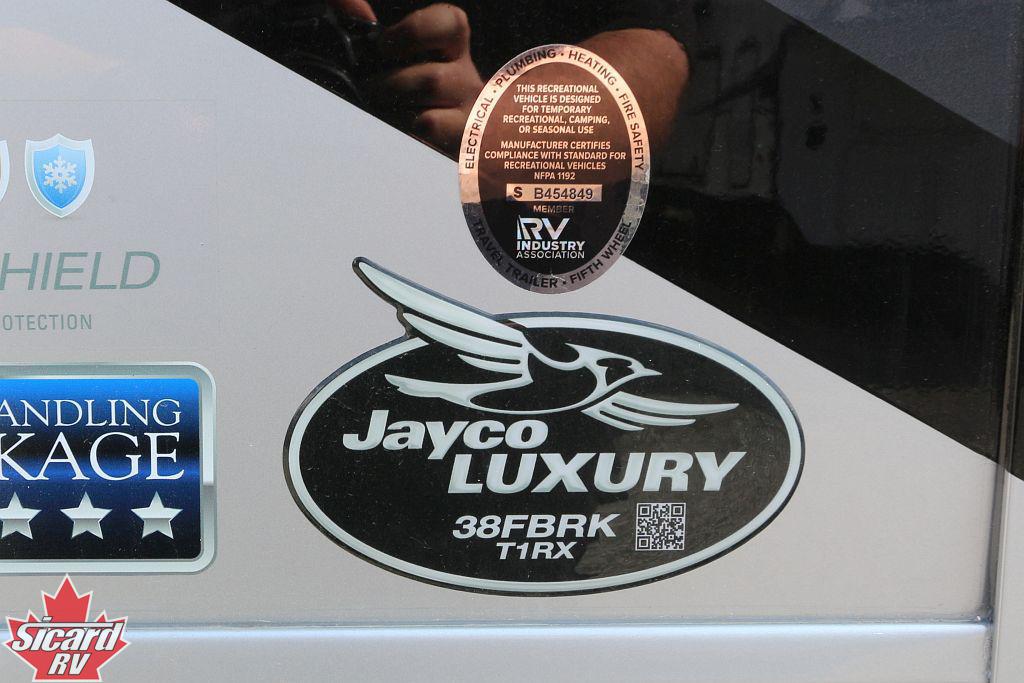 ELECTRICAL • PLUMBING • HEATING • FIRE SAFETY
THIS RECREATIONAL
VEHICLE IS DESIGNED
FOR TEMPORARY
RECREATIONAL, CAMPING,
OR SEASONAL USE
MANUFACTURER CERTIFIES
COMPLIANCE WITH STANDARD FOR
RECREATIONAL VEHICLES
NFPA 1192
S B454849
MEMBER
RV
INDUSTRY
ASSOCIATION
TRAVEL TRAILER • FIFTH WHEEL
HIELD
OTECTION
ANDLING
KAGE
Jayco
LUXURY
38FBRK
T1RX
Sicard
RV